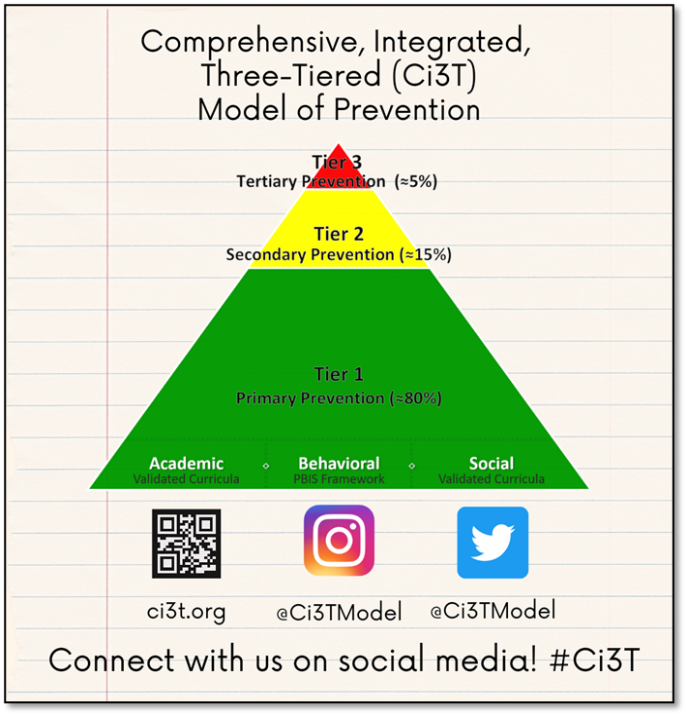 Comprehensive, Integrated,
Three-Tiered (Ci3T)
Model of Prevention
Tier 3
Tertiary Prevention (≈5%)
Tier 2
Secondary Prevention (≈15%)
Tier 1
Primary Prevention (≈80%)
Academic ◇ Behavioral ◇ Social
Validated Curricula PBIS Framework Validated Curricula
ci3t.org @Ci3TModel @Ci3TModel
Connect with us on social media! #Ci3T